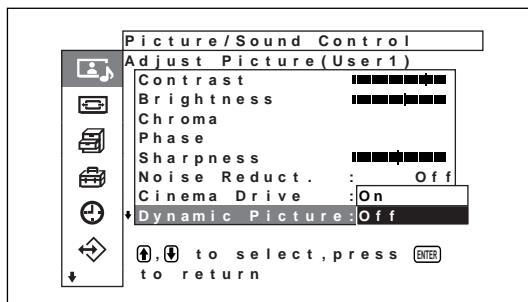 Picture/Sound Control
Adjust Picture(User1)
Contrast
Brightness
Chroma
Phase
Sharpness
Noise Reduct. : Off
Cinema Drive : On
Dynamic Picture: Off
, to select,press ENTER
to return